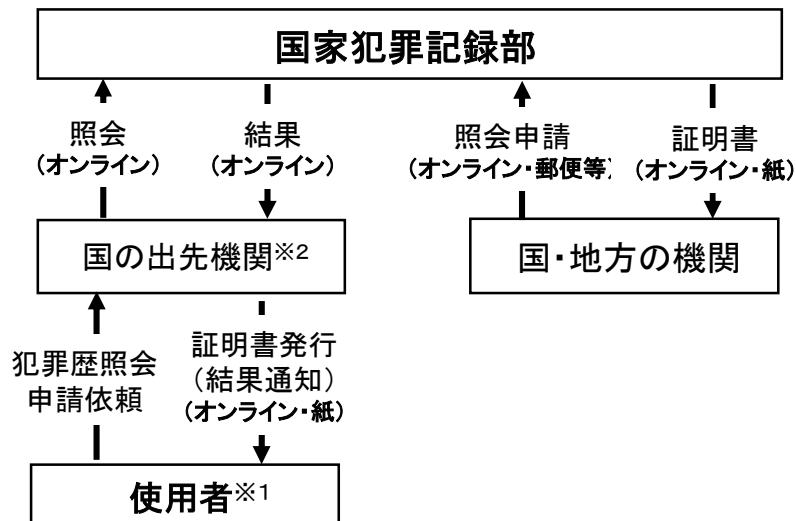 国家犯罪記録部
照会
(オンライン)
結果
(オンライン)
照会申請
(オンライン・郵便等)
証明書
(オンライン・紙)
国の出先機関※2
国・地方の機関
犯罪歴照会
申請依頼
証明書発行
（結果通知）
(オンライン・紙)
使用者※1